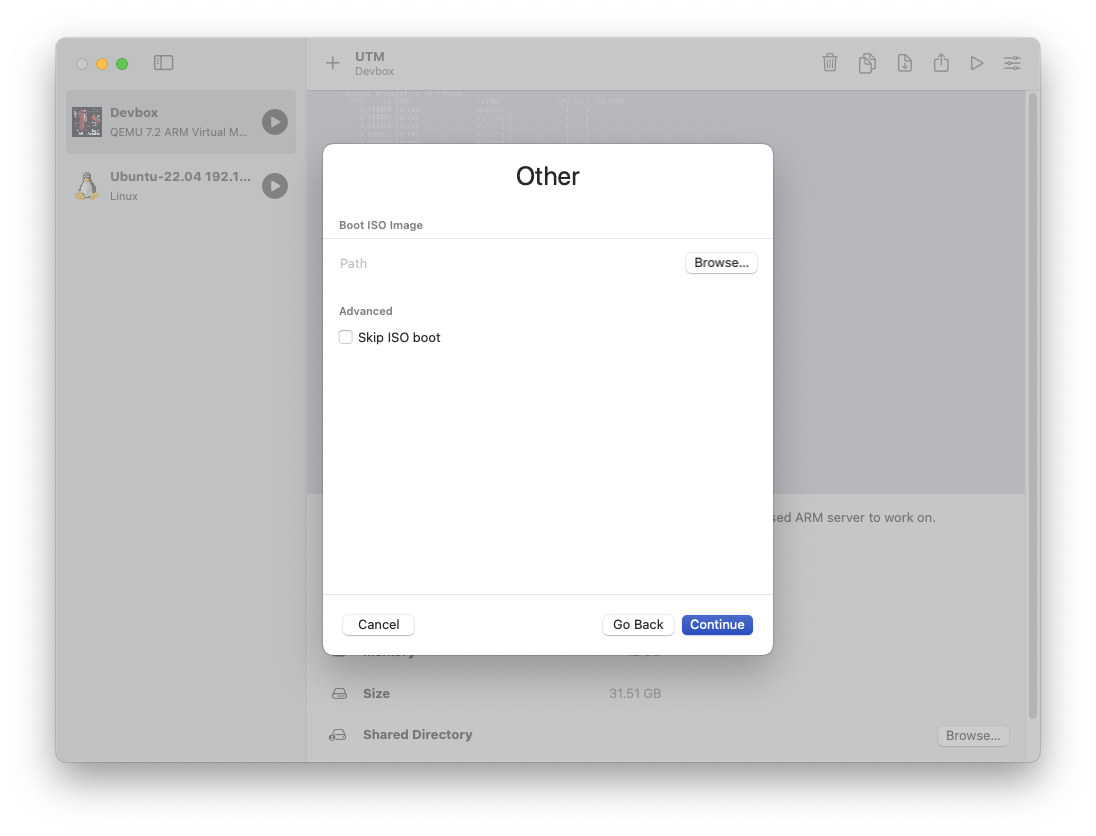 UTM
Devbox
Devbox
QEMU 7.2 ARM Virtual M...
Ubuntu-22.04 192.1...
Linux
Other
Boot ISO Image
Path
Browse...
Advanced
Skip ISO boot
sed ARM server to work on.
Cancel
Go Back
Continue
Memory
Size
31.51 GB
Shared Directory
Browse...